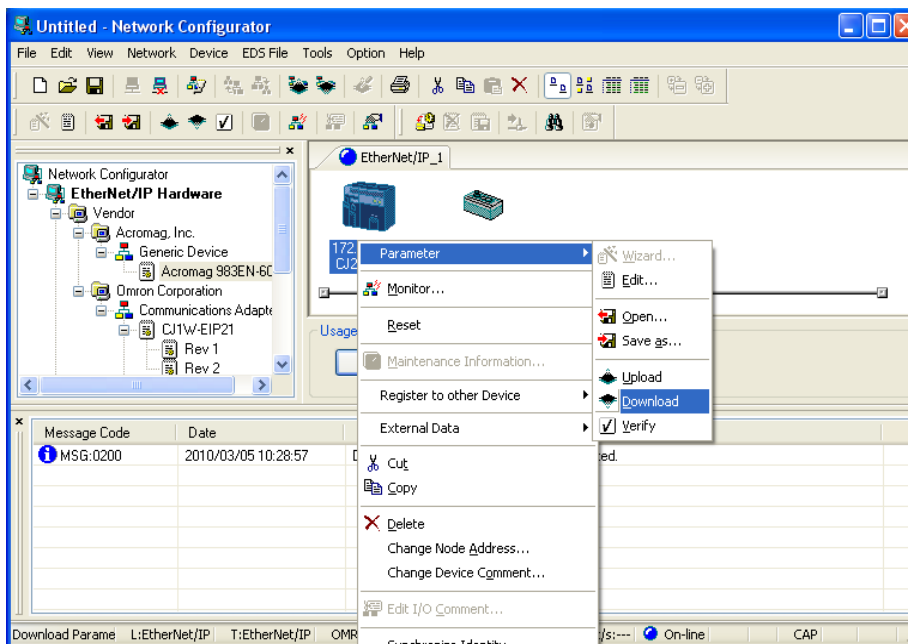 Untitled - Network Configurator
File Edit View Network Device EDS File Tools Option Help
EtherNet/IP_1
Network Configurator
EtherNet/IP Hardware
Vendor
Acromag, Inc.
Generic Device
Acromag 983EN-60
Omron Corporation
Communications Adapte
CJ1W-EIP21
Rev 1
Rev 2
172.
CJ2
Usage
Parameter
Monitor...
Reset
Maintenance Information...
Register to other Device
External Data
Cut
Copy
Delete
Change Node Address...
Change Device Comment...
Edit I/O Comment...
Synchronize Identity
Wizard...
Edit...
Open...
Save as...
Upload
Download
Verify
Message Code Date
MSG:0200 2010/03/05 10:28:57 D ed.
Download Parame L:EtherNet/IP T:EtherNet/IP OMR /s:--- On-line CAP